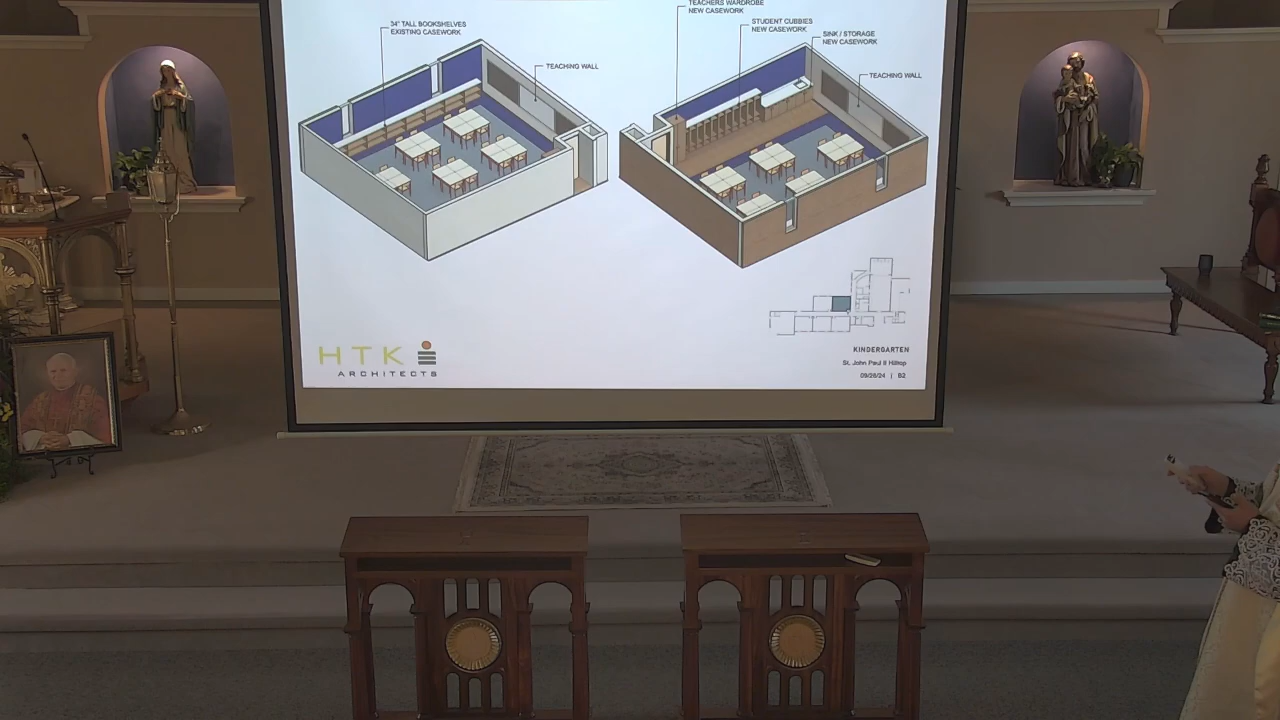 34" TALL BOOKSHELVES
EXISTING CASEWORK
TEACHING WALL
TEACHERS WARDROBE
NEW CASEWORK
STUDENT CUBBIES
NEW CASEWORK
SINK / STORAGE
NEW CASEWORK
TEACHING WALL
HTK
ARCHITECTS
KINDERGARTEN
St. John Paul II Hilltop
09/26/24 | B2